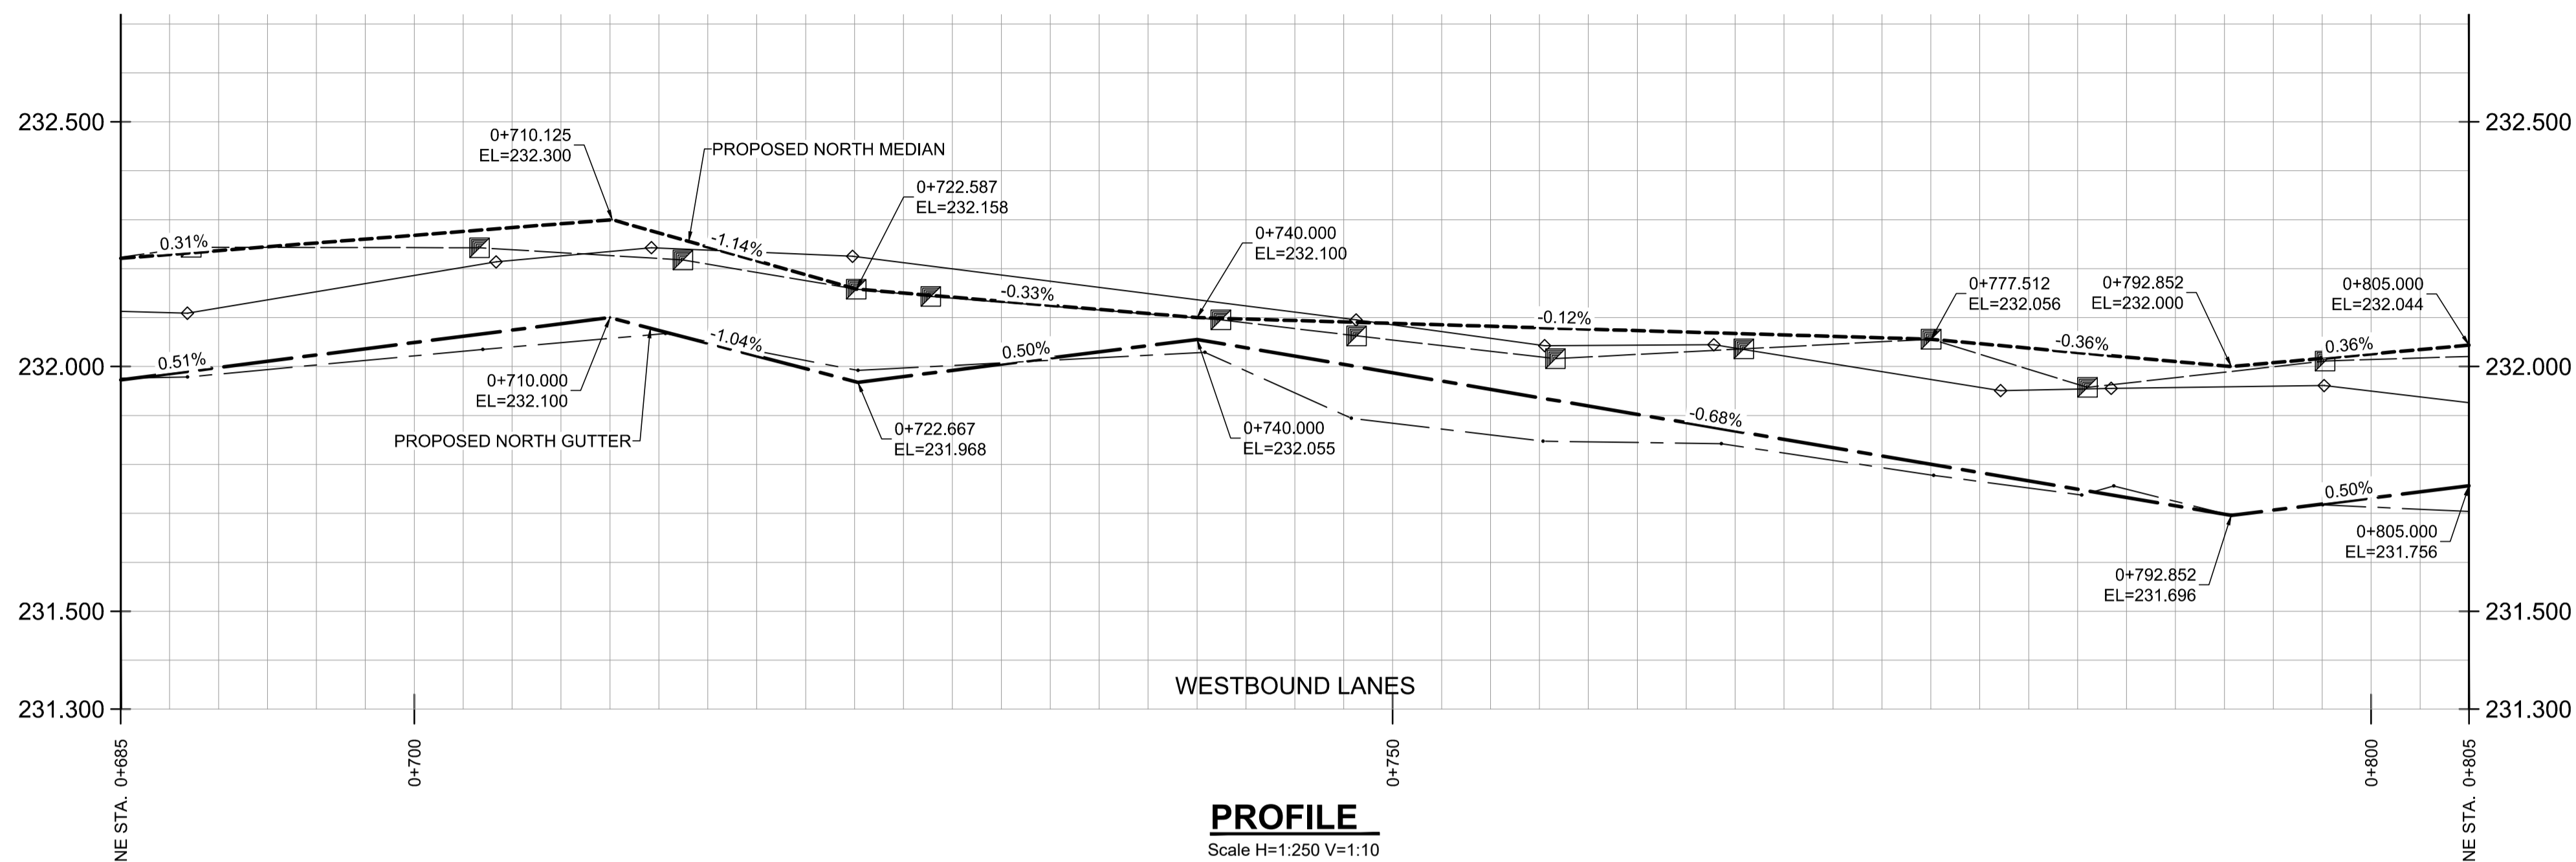 232.500
232.500
0+710.125
EL=232.300
PROPOSED NORTH MEDIAN
0+722.587
EL=232.158
0+740.000
EL=232.100
0+777.512
EL=232.056
0+792.852
EL=232.000
0+805.000
EL=232.044
0.31%
-1.14%
-0.33%
-0.12%
-0.36%
0.36%
232.000
232.000
0.51%
-1.04%
0.50%
-0.68%
0.50%
0+710.000
EL=232.100
PROPOSED NORTH GUTTER
0+722.667
EL=231.968
0+740.000
EL=232.055
0+792.852
EL=231.696
0+805.000
EL=231.756
231.500
231.500
WESTBOUND LANES
231.300
231.300
NE STA. 0+685
0+700
0+750
0+800
NE STA. 0+805
PROFILE
Scale H=1:250 V=1:10